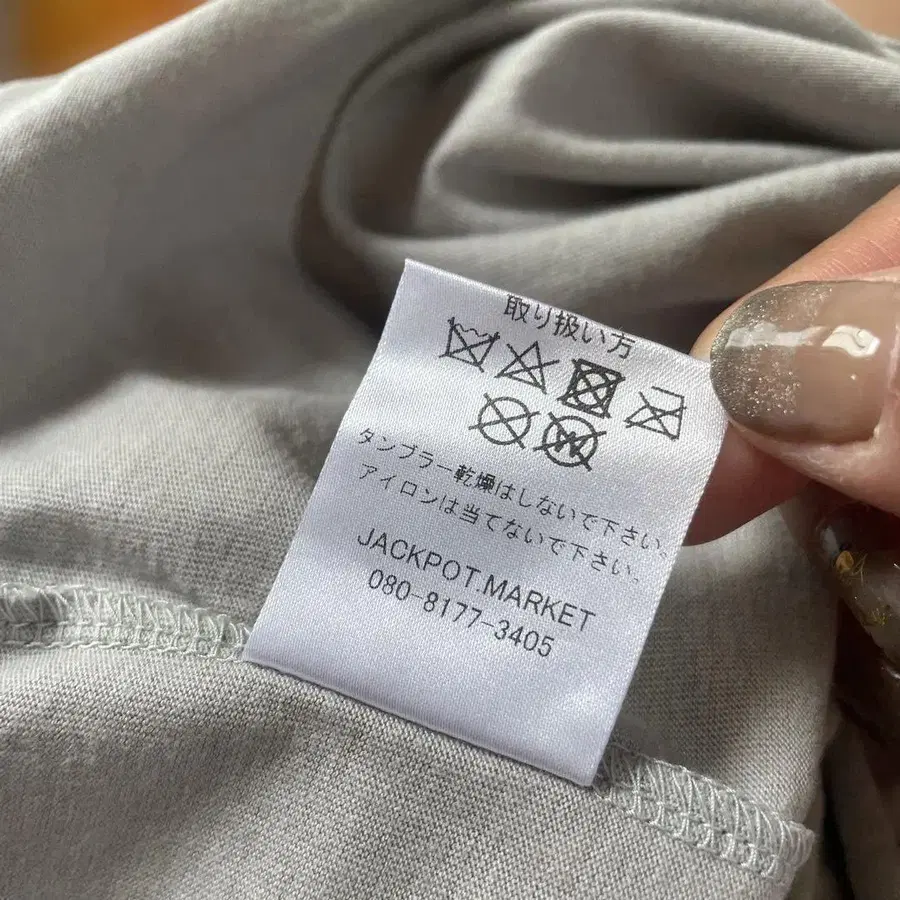 取り扱い方
タンブラー乾燥はしないで下さい。
アイロンは当てないで下さい。
JACKPOT.MARKET
080-8177-3405